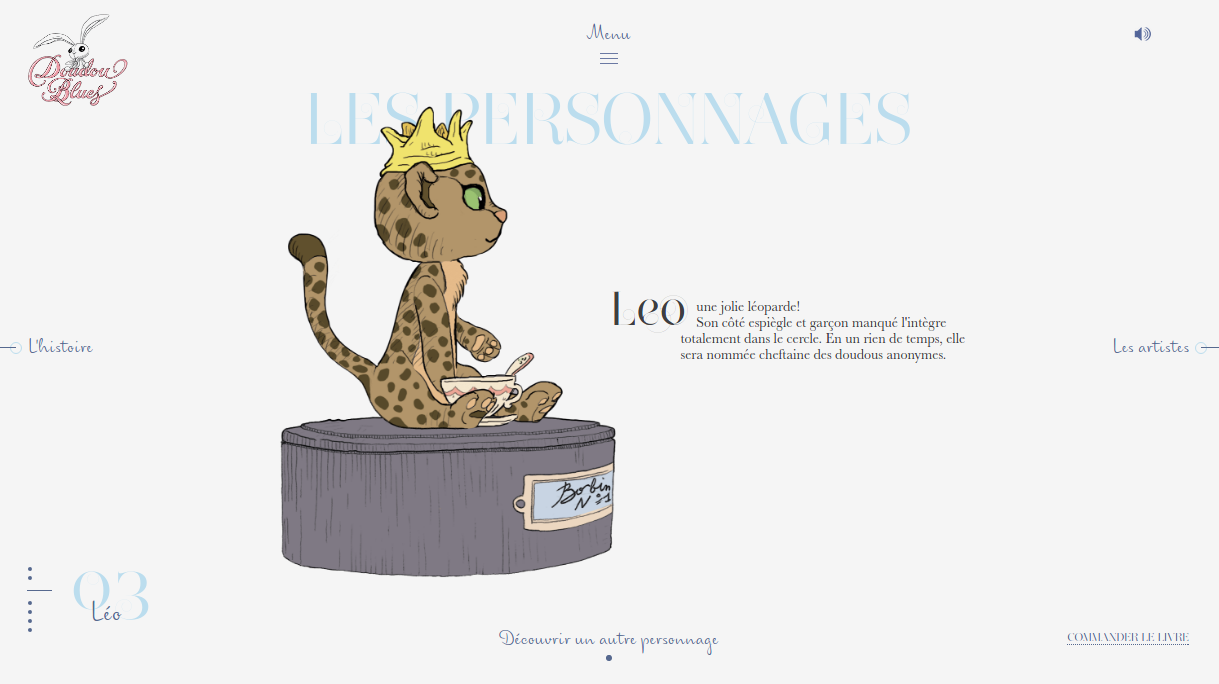 Doudou
Blues
Menu
LES PERSONNAGES
Leo une jolie léoparde!
Son côté espiègle et garçon manqué l'intègre
totalement dans le cercle. En un rien de temps, elle
sera nommée cheftaine des doudous anonymes.
L'histoire
Les artistes
Bobin
N°1
03
Léo
Découvrir un autre personnage
COMMANDER LE LIVRE